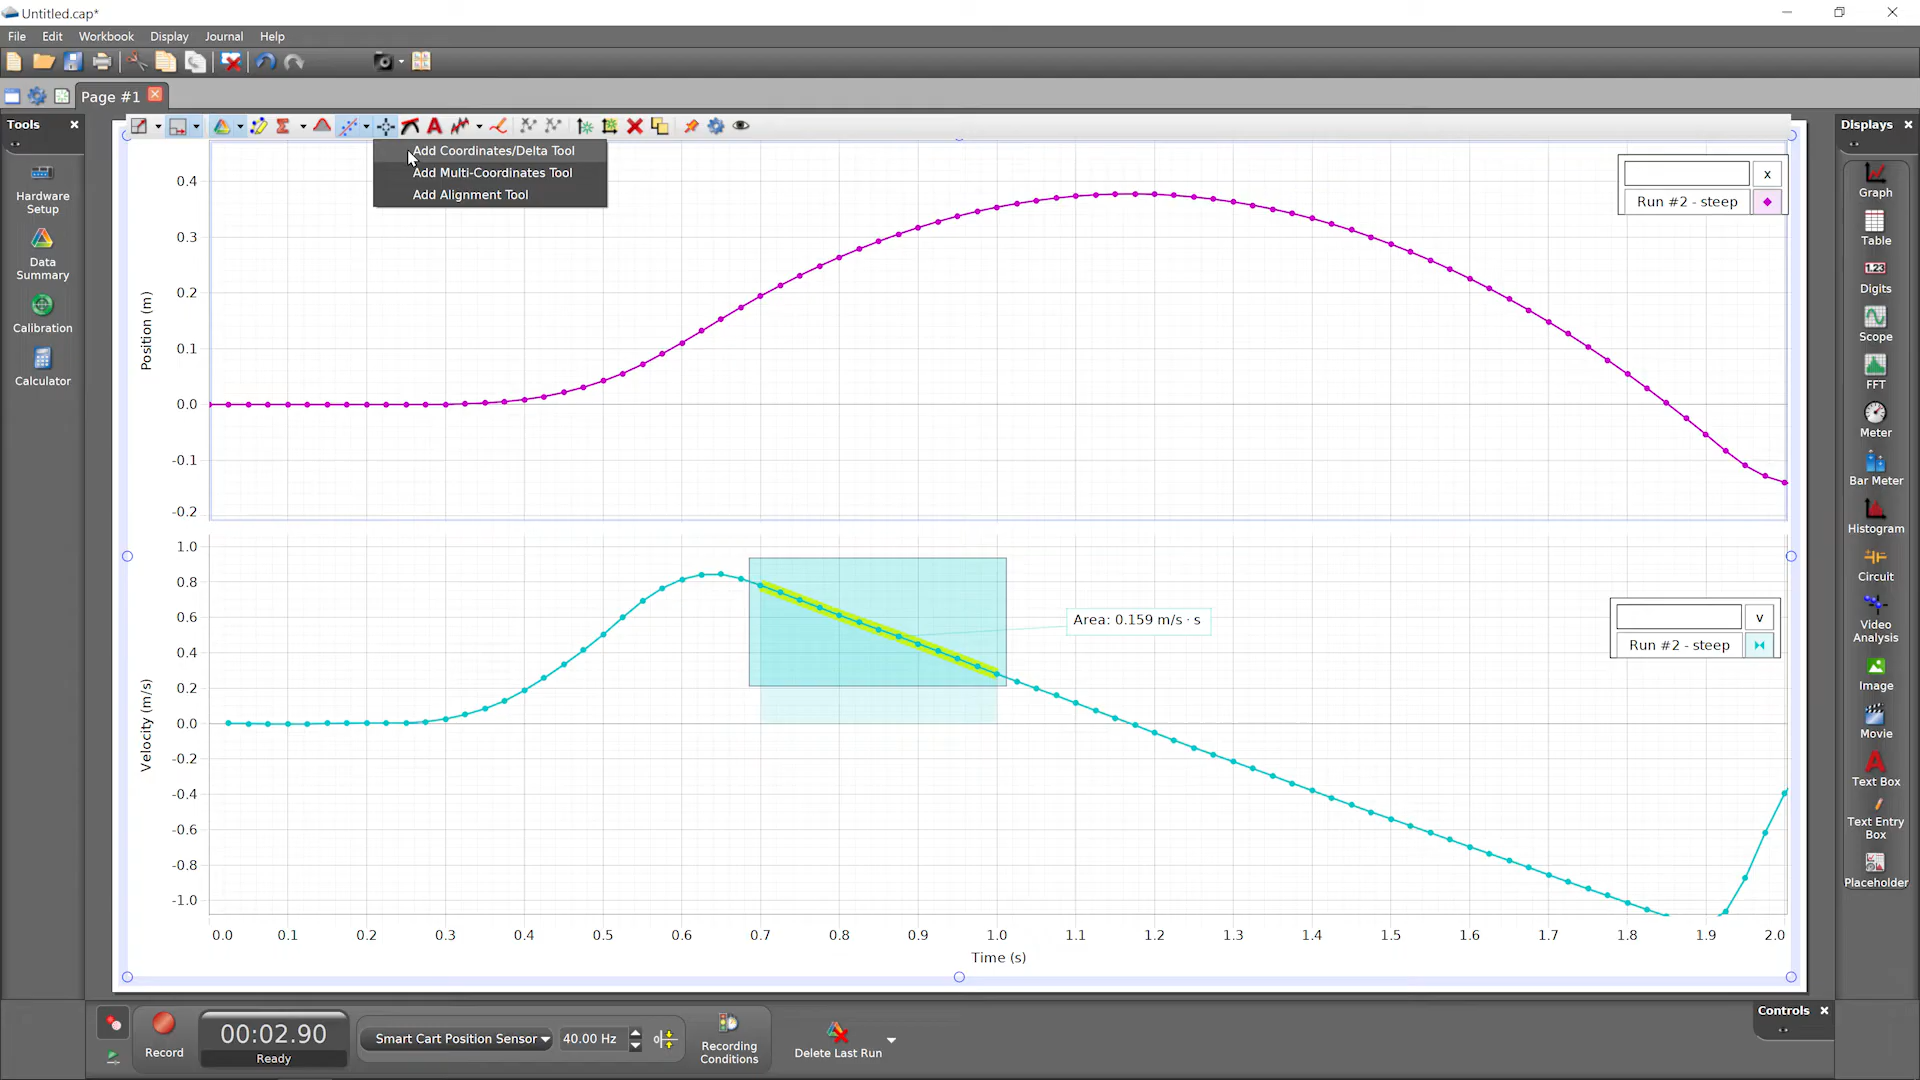 Untitled.cap*
File Edit Workbook Display Journal Help
Page #1
Tools
Hardware
Setup
Data
Summary
Calibration
Calculator
Add Coordinates/Delta Tool
Add Multi-Coordinates Tool
Add Alignment Tool
Position (m)
0.4
0.3
0.2
0.1
0.0
-0.1
-0.2
x
Run #2 - steep
Velocity (m/s)
1.0
0.8
0.6
0.4
0.2
0.0
-0.2
-0.4
-0.6
-0.8
-1.0
Area: 0.159 m/s · s
v
Run #2 - steep
0.0 0.1 0.2 0.3 0.4 0.5 0.6 0.7 0.8 0.9 1.0 1.1 1.2 1.3 1.4 1.5 1.6 1.7 1.8 1.9 2.0
Time (s)
Displays
Graph
Table
1.23
Digits
Scope
FFT
Meter
Bar Meter
Histogram
Circuit
Video
Analysis
Image
Movie
Text Box
Text Entry
Box
Placeholder
Record
00:02.90
Ready
Smart Cart Position Sensor
40.00 Hz
Recording
Conditions
Delete Last Run
Controls